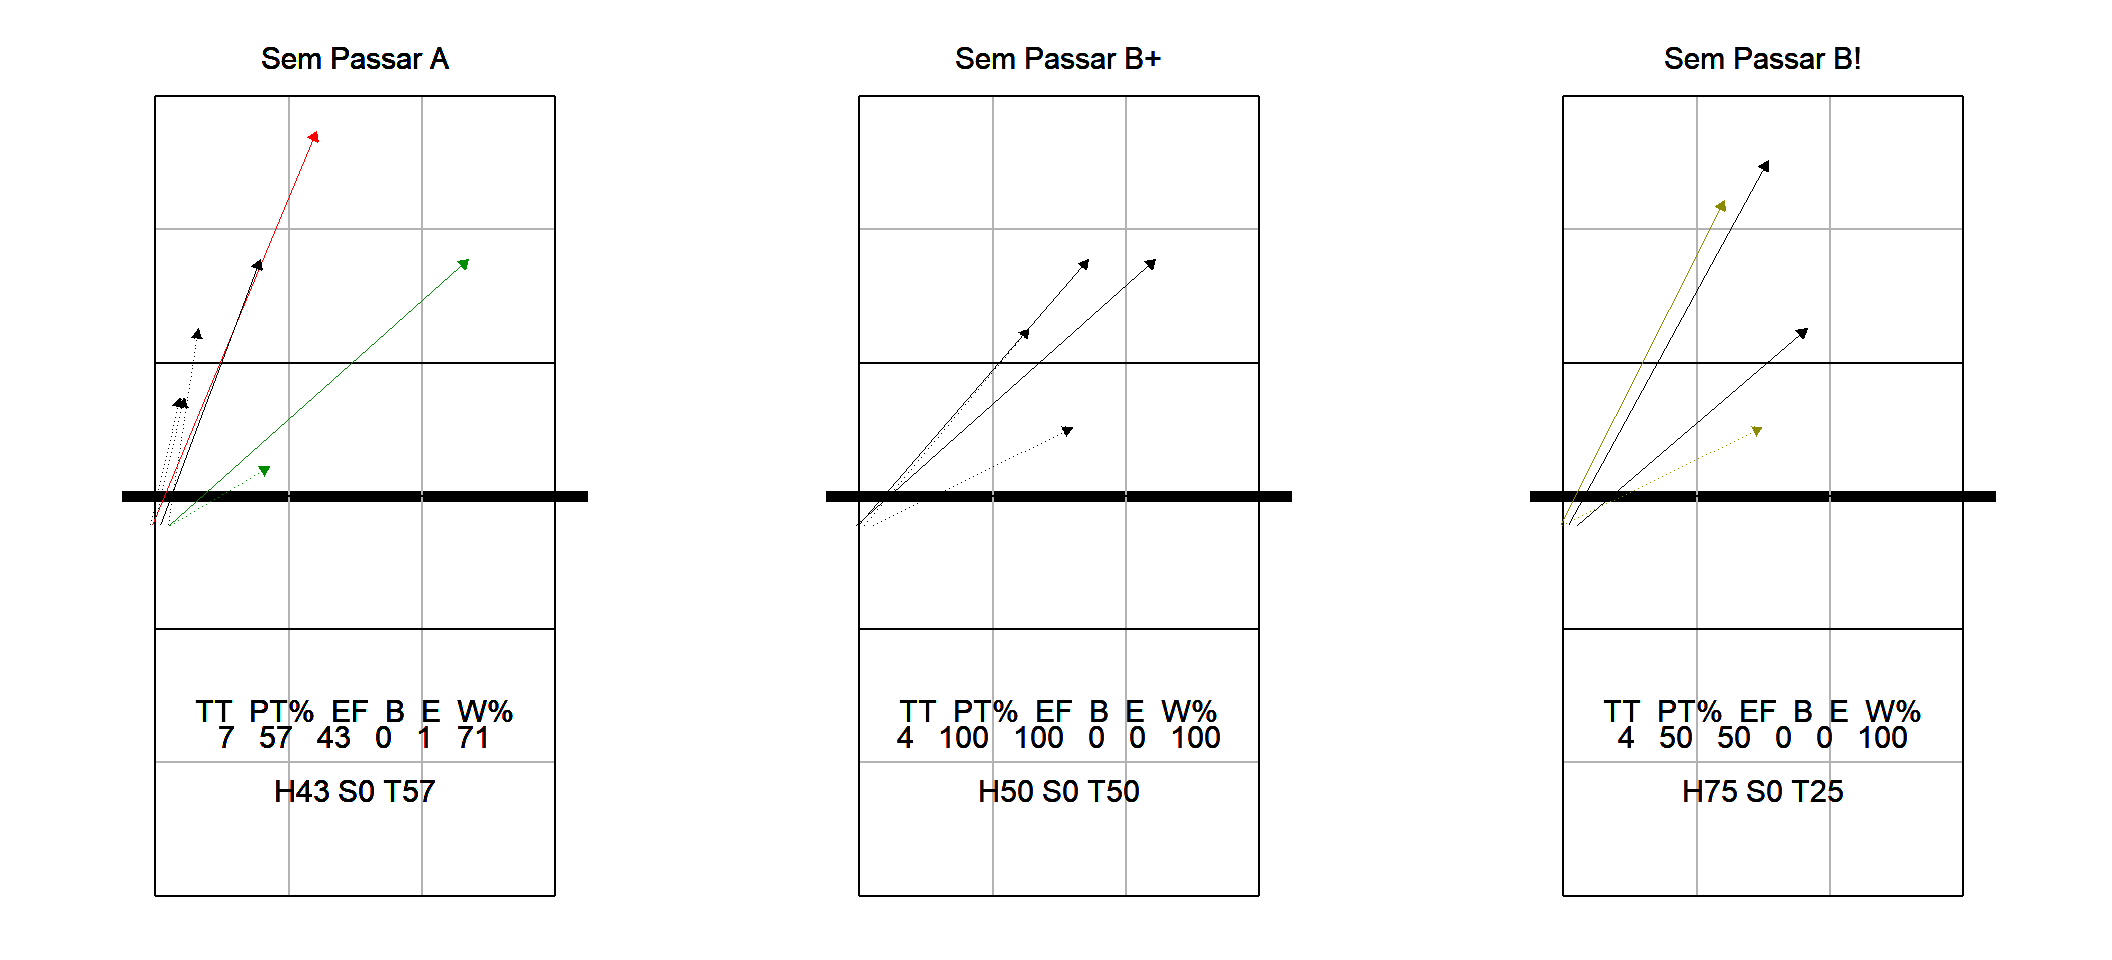 Sem Passar A
TT PT% EF B E W%
7 57 43 0 1 71
H43 S0 T57
Sem Passar B+
TT PT% EF B E W%
4 100 100 0 0 100
H50 S0 T50
Sem Passar B!
TT PT% EF B E W%
4 50 50 0 0 100
H75 S0 T25